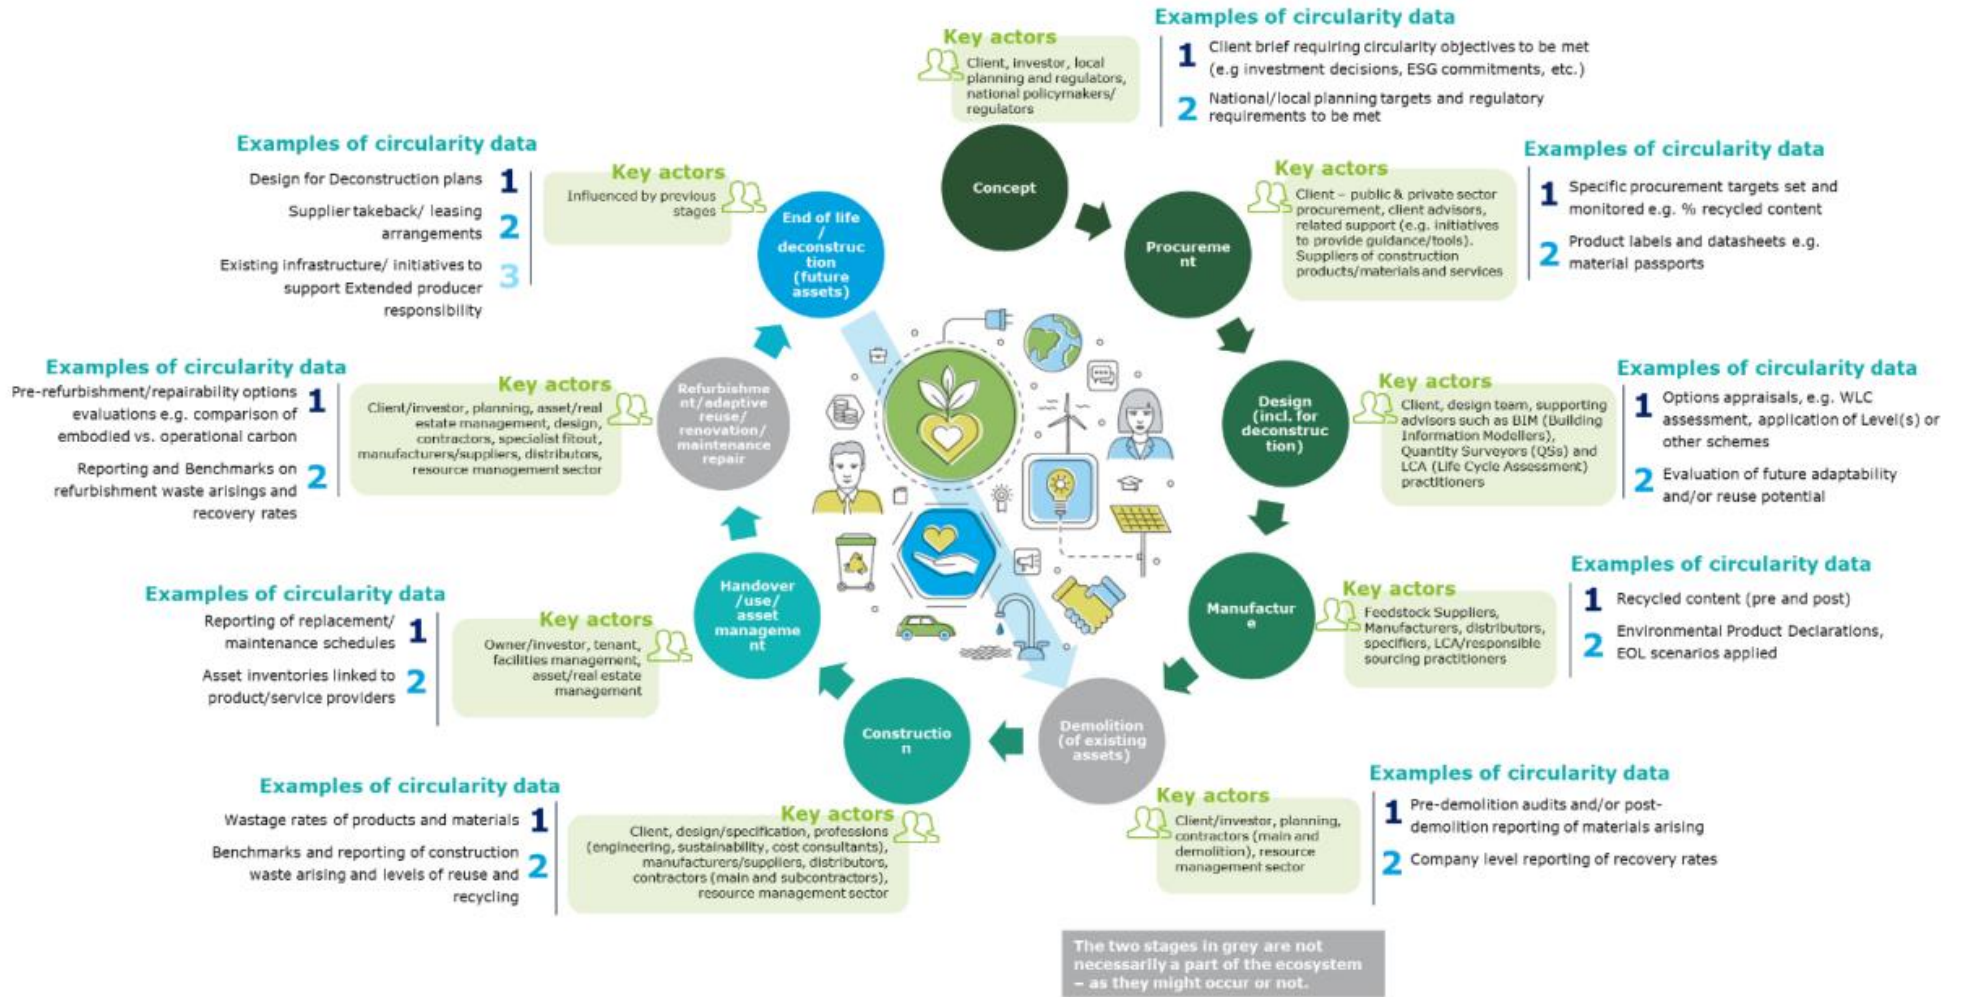 Examples of circularity data
Key actors
Client, investor, local
planning and regulators,
national policymakers/
regulators
1
Client brief requiring circularity objectives to be met
(e.g investment decisions, ESG commitments, etc.)
2
National/local planning targets and regulatory
requirements to be met
Concept
Examples of circularity data
Key actors
Client – public & private sector
procurement, client advisors,
related support (e.g. initiatives
to provide guidance/tools).
Suppliers of construction
products/materials and services
1
Specific procurement targets set and
monitored e.g. % recycled content
2
Product labels and datasheets e.g.
material passports
Procureme
nt
Examples of circularity data
Key actors
Client, design team, supporting
advisors such as BIM (Building
Information Modellers),
Quantity Surveyors (QSs) and
LCA (Life Cycle Assessment)
practitioners
1
Options appraisals, e.g. WLC
assessment, application of Level(s) or
other schemes
2
Evaluation of future adaptability
and/or reuse potential
Design
(incl. for
deconstruc
tion)
Examples of circularity data
Key actors
Feedstock Suppliers,
Manufacturers, distributors,
specifiers, LCA/responsible
sourcing practitioners
1
Recycled content (pre and post)
2
Environmental Product Declarations,
EOL scenarios applied
Manufactur
e
Examples of circularity data
Key actors
Client/investor, planning,
contractors (main and
demolition), resource
management sector
1
Pre-demolition audits and/or post-
demolition reporting of materials arising
2
Company level reporting of recovery rates
Demolition
(of existing
assets)
Examples of circularity data
Key actors
Client, design/specification, professions
(engineering, sustainability, cost consultants),
manufacturers/suppliers, distributors,
contractors (main and subcontractors),
resource management sector
Wastage rates of products and materials
1
Benchmarks and reporting of construction
waste arising and levels of reuse and
recycling
2
Constructio
n
Examples of circularity data
Key actors
Owner/investor, tenant,
facilities management,
asset/real estate
management
Reporting of replacement/
maintenance schedules
1
Asset inventories linked to
product/service providers
2
Handover
/use/
asset
manageme
nt
Examples of circularity data
Key actors
Client/investor, planning, asset/real
estate management, design,
contractors, specialist fitout,
manufacturers/suppliers, distributors,
resource management sector
Pre-refurbishment/repairability options
evaluations e.g. comparison of
embodied vs. operational carbon
1
Reporting and Benchmarks on
refurbishment waste arisings and
recovery rates
2
Refurbishme
nt/adaptive
reuse/
renovation/
maintenance
repair
Examples of circularity data
Key actors
Influenced by previous
stages
Design for Deconstruction plans
1
Supplier takeback/ leasing
arrangements
2
Existing infrastructure/ initiatives to
support Extended producer
responsibility
3
End of life
/
deconstruc
tion
(future
assets)
The two stages in grey are not
necessarily a part of the ecosystem
– as they might occur or not.